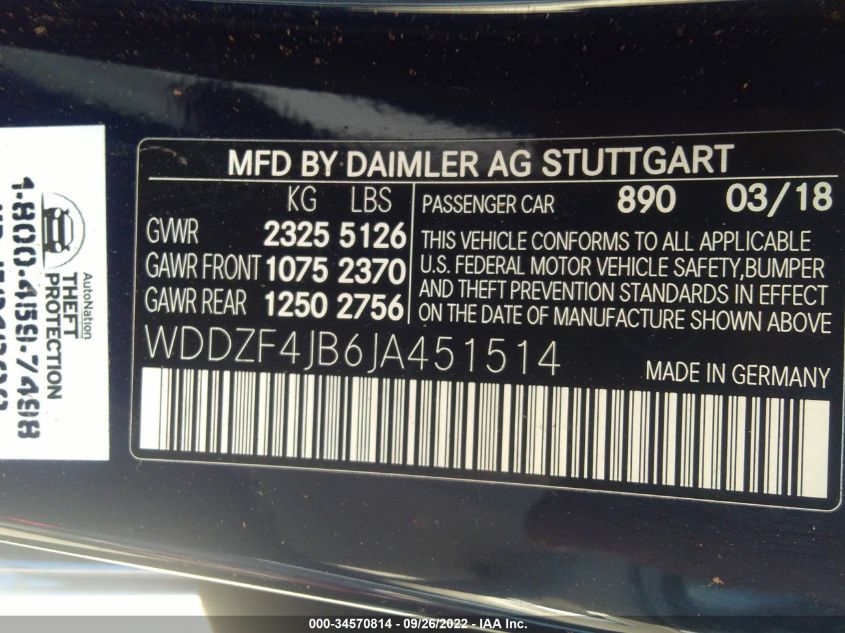 MFD BY DAIMLER AG STUTTGART
KG LBS
GVWR 2325 5126
GAWR FRONT 1075 2370
GAWR REAR 1250 2756
PASSENGER CAR 890 03/18
THIS VEHICLE CONFORMS TO ALL APPLICABLE
U.S. FEDERAL MOTOR VEHICLE SAFETY,BUMPER
AND THEFT PREVENTION STANDARDS IN EFFECT
ON THE DATE OF MANUFACTURE SHOWN ABOVE.
WDDZF4JB6JA451514
MADE IN GERMANY
AutoNation
THEFT
PROTECTION
1-800-459-7498
000-34570814 - 09/26/2022 - IAA Inc.